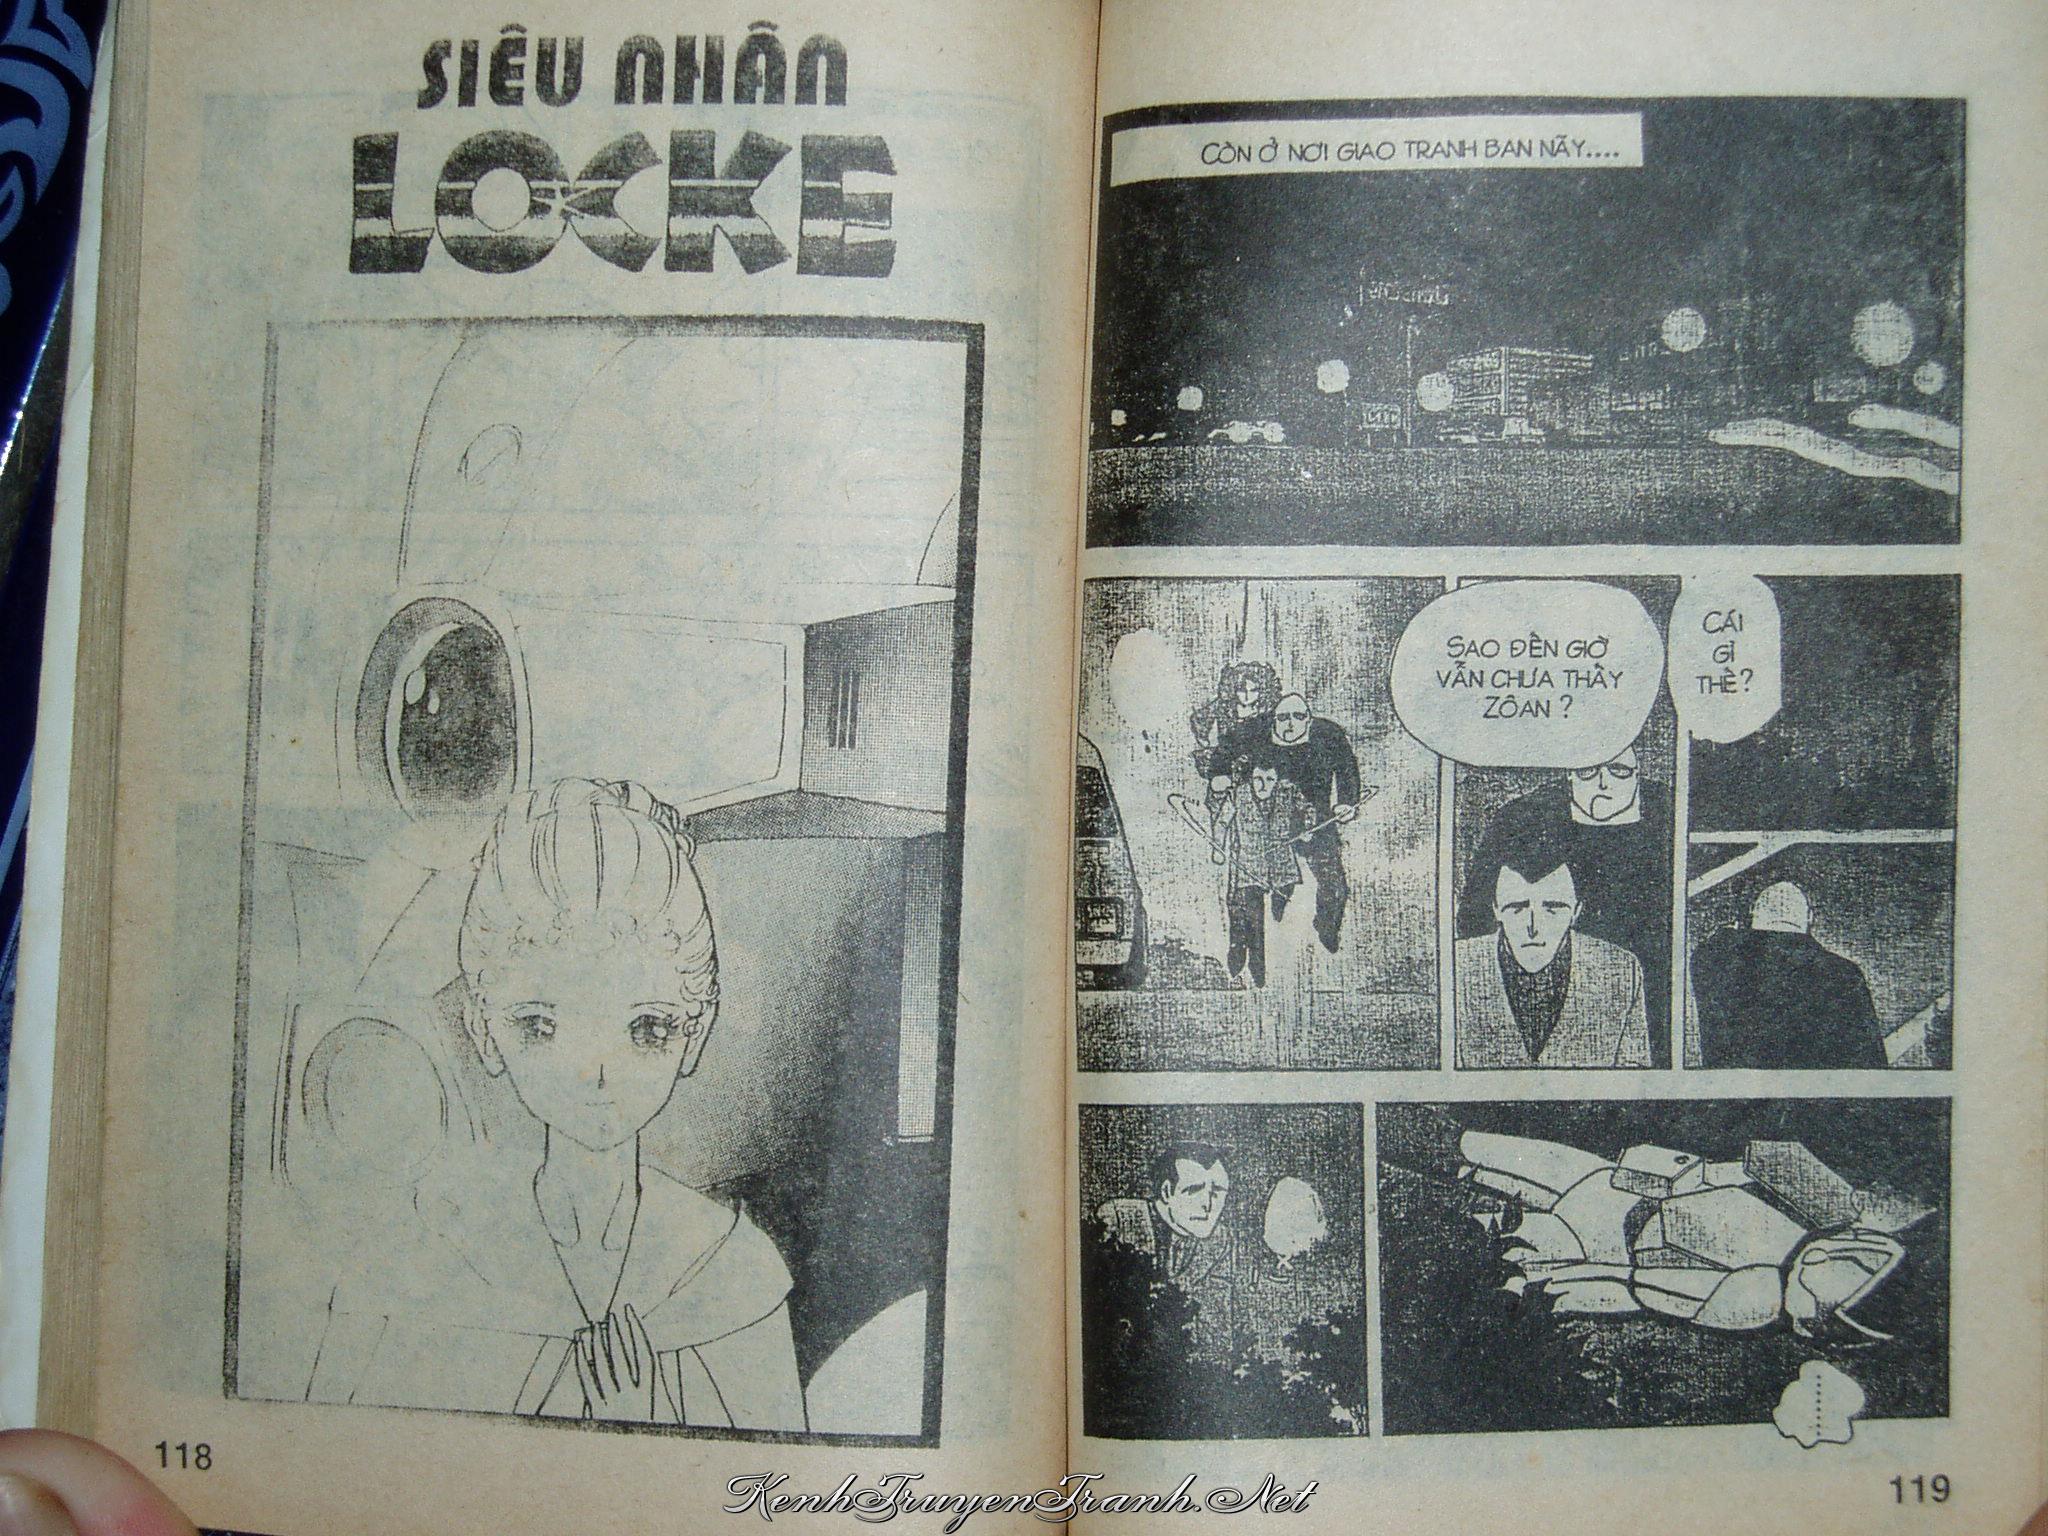 SIÊU NHÂN
LOCKE
118
CÒN Ở NƠI GIAO TRANH BAN NÃY....
SAO ĐẾN GIỜ
VẪN CHƯA THẤY
ZÔAN ?
CÁI
GÌ
THẾ?
119
KenhTruyenTranh.Net